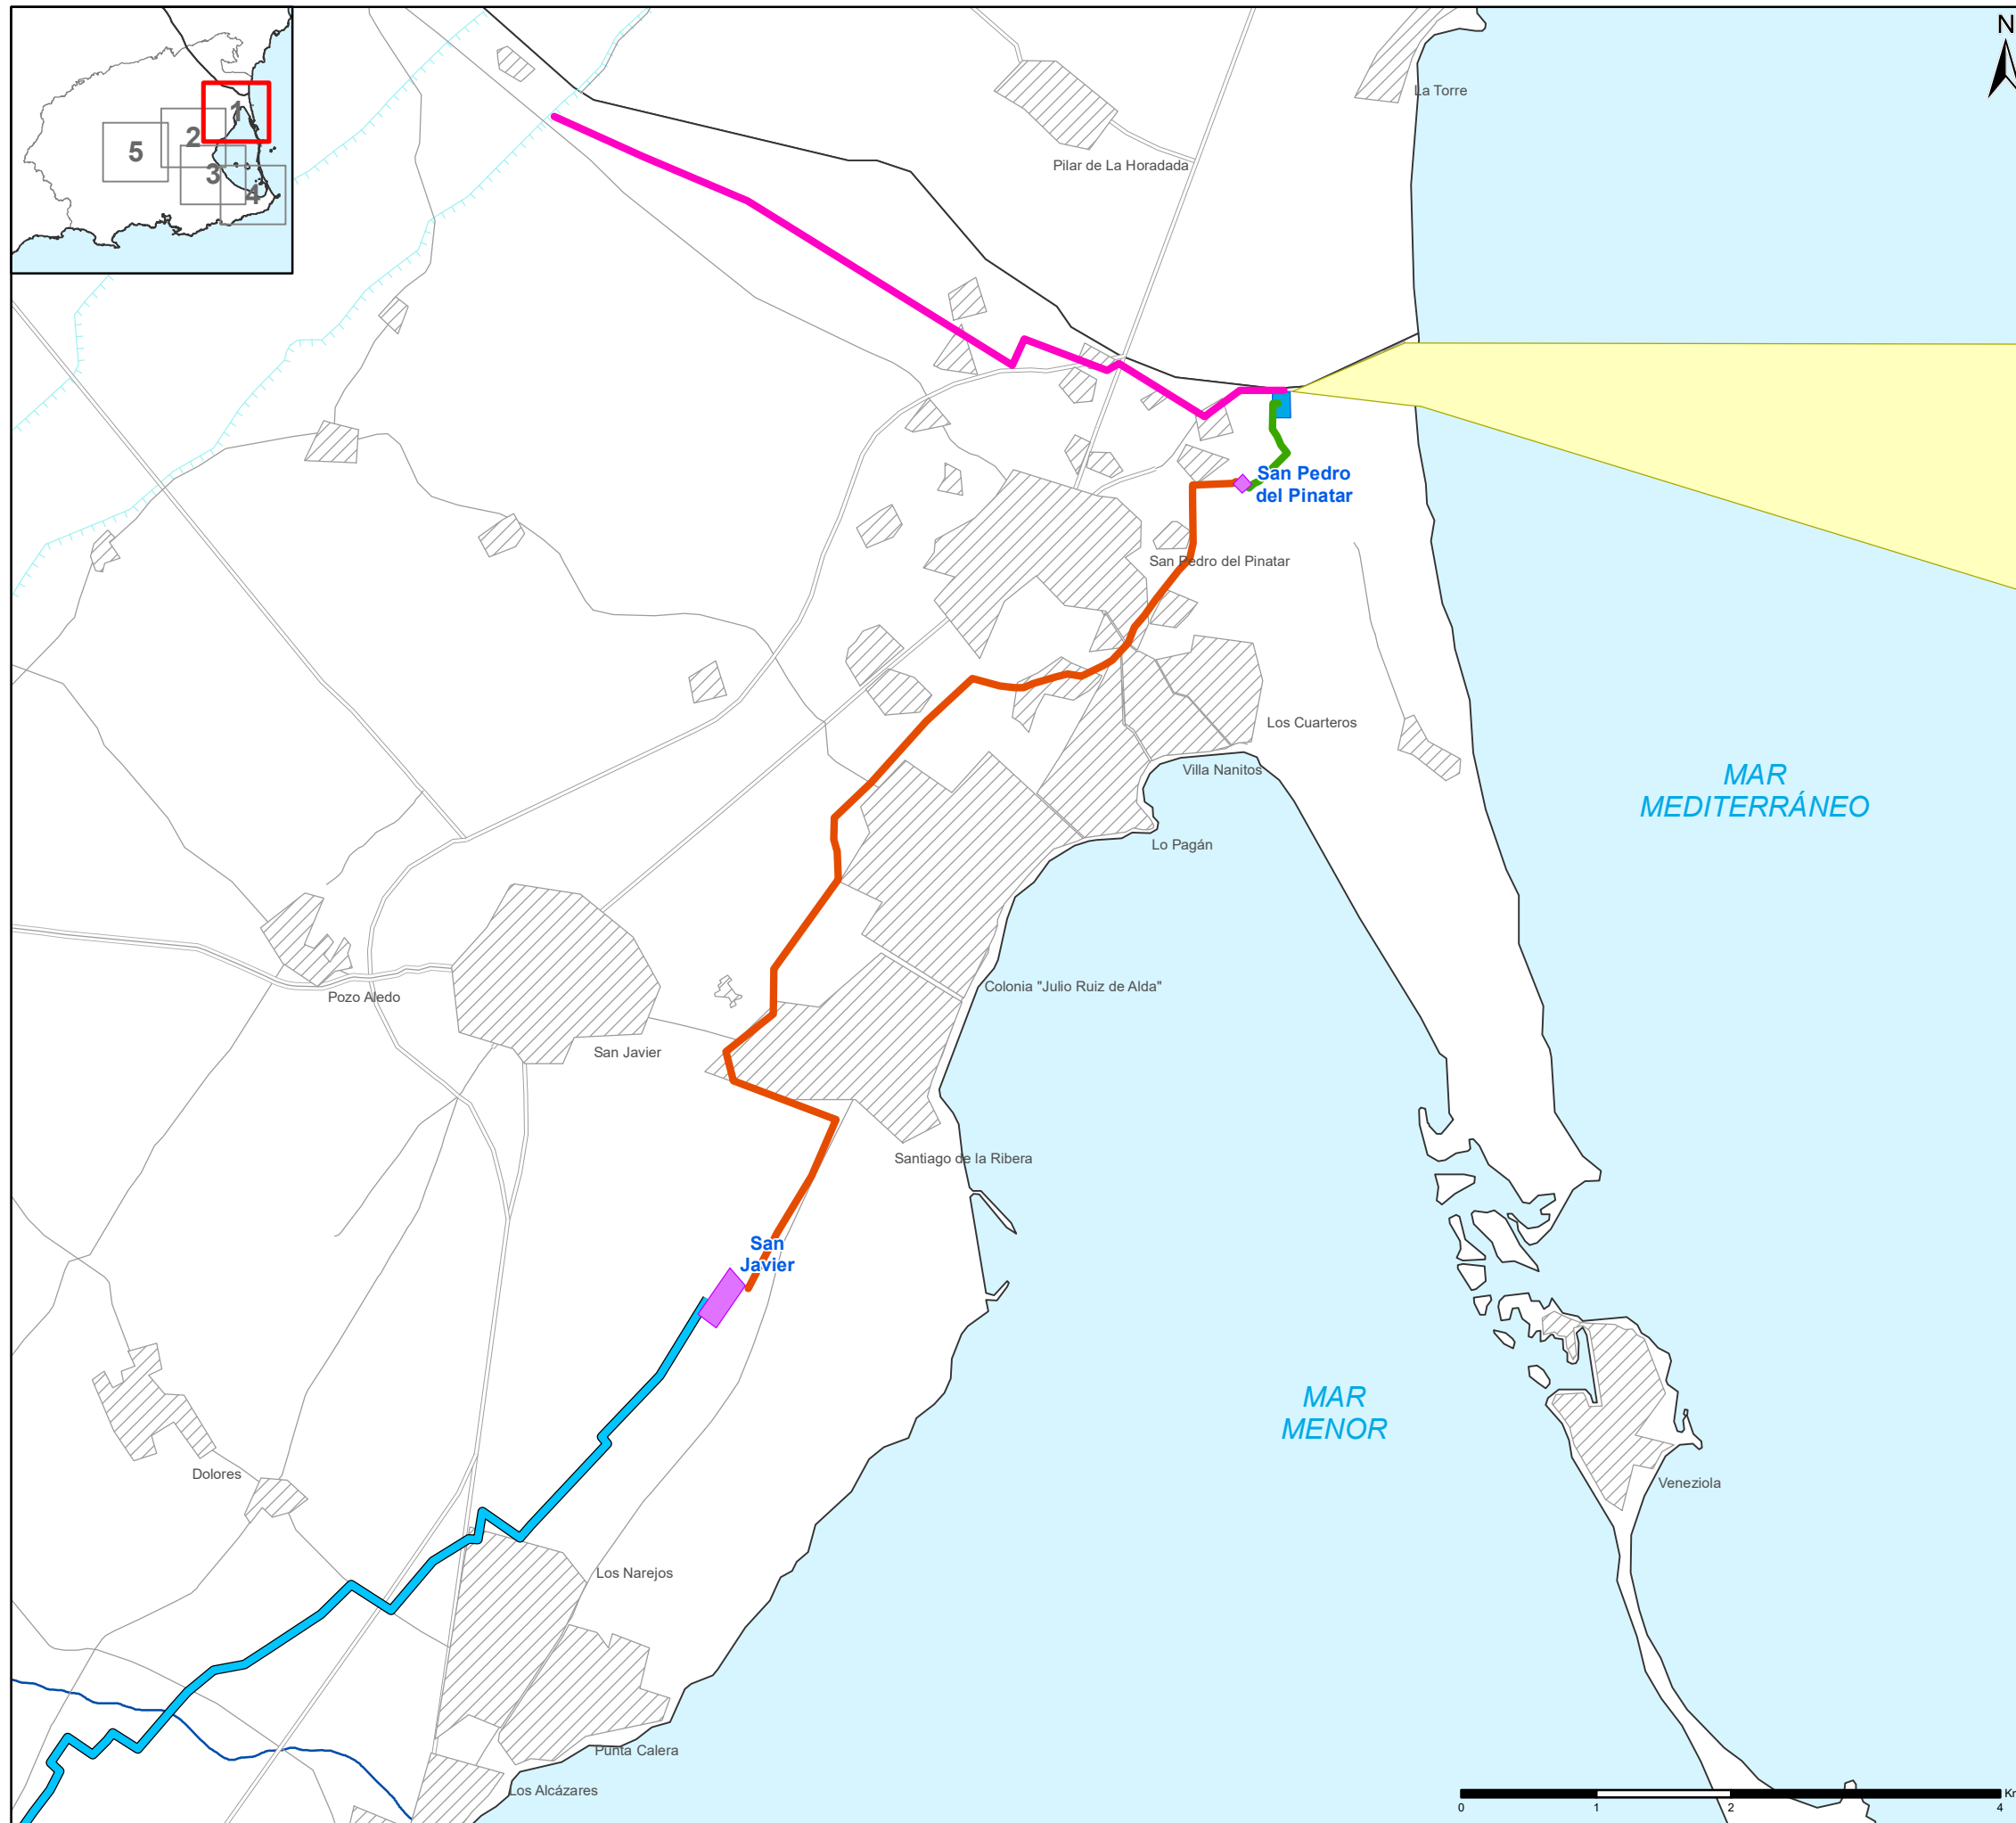 N
La Torre
1
2
5
3
4
Pilar de La Horadada
San Pedro
del Pinatar
San Pedro del Pinatar
Los Cuarteros
Villa Nanitos
MAR
MEDITERRÁNEO
Lo Pagán
Colonia "Julio Ruiz de Alda"
Pozo Aledo
San Javier
Santiago de la Ribera
San
Javier
MAR
MENOR
Dolores
Veneziola
Los Narejos
Punta Calera
Los Alcázares
Km
0 1 2 4